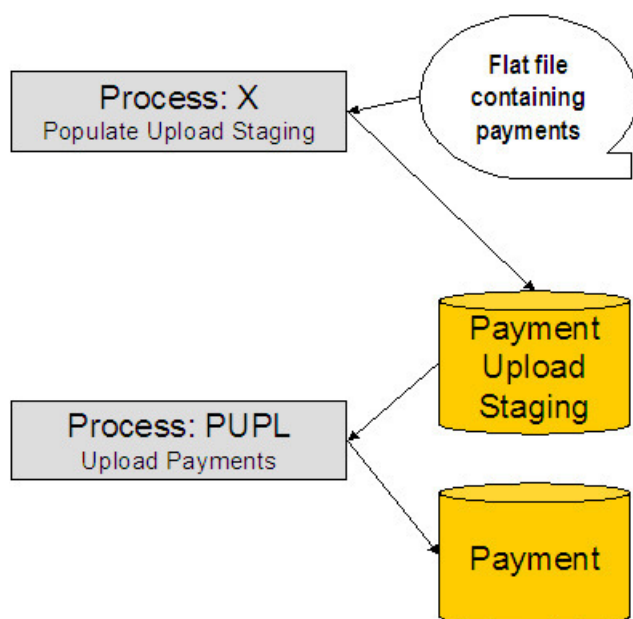 Flat file
containing
payments
Process: X
Populate Upload Staging
Payment
Upload
Staging
Process: PUPL
Upload Payments
Payment